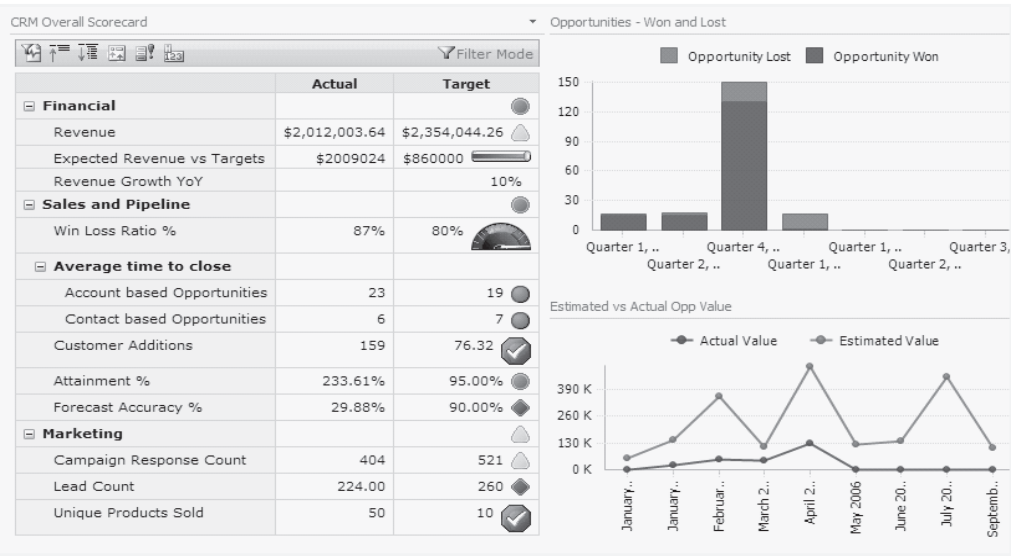 CRM Overall Scorecard
Filter Mode
Actual Target
Financial
Revenue $2,012,003.64 $2,354,044.26
Expected Revenue vs Targets $2009024 $860000
Revenue Growth YoY 10%
Sales and Pipeline
Win Loss Ratio % 87% 80%
Average time to close
Account based Opportunities 23 19
Contact based Opportunities 6 7
Customer Additions 159 76.32
Attainment % 233.61% 95.00%
Forecast Accuracy % 29.88% 90.00%
Marketing
Campaign Response Count 404 521
Lead Count 224.00 260
Unique Products Sold 50 10
Opportunities - Won and Lost
Opportunity Lost Opportunity Won
150
120
90
60
30
0
Quarter 1, .. Quarter 4, .. Quarter 1, .. Quarter 3,
Quarter 2, .. Quarter 1, .. Quarter 2, ..
Estimated vs Actual Opp Value
Actual Value Estimated Value
390 K
260 K
130 K
0 K
January..
January..
Februar..
March 2..
April 2..
May 2006
June 20..
July 20..
Septemb..